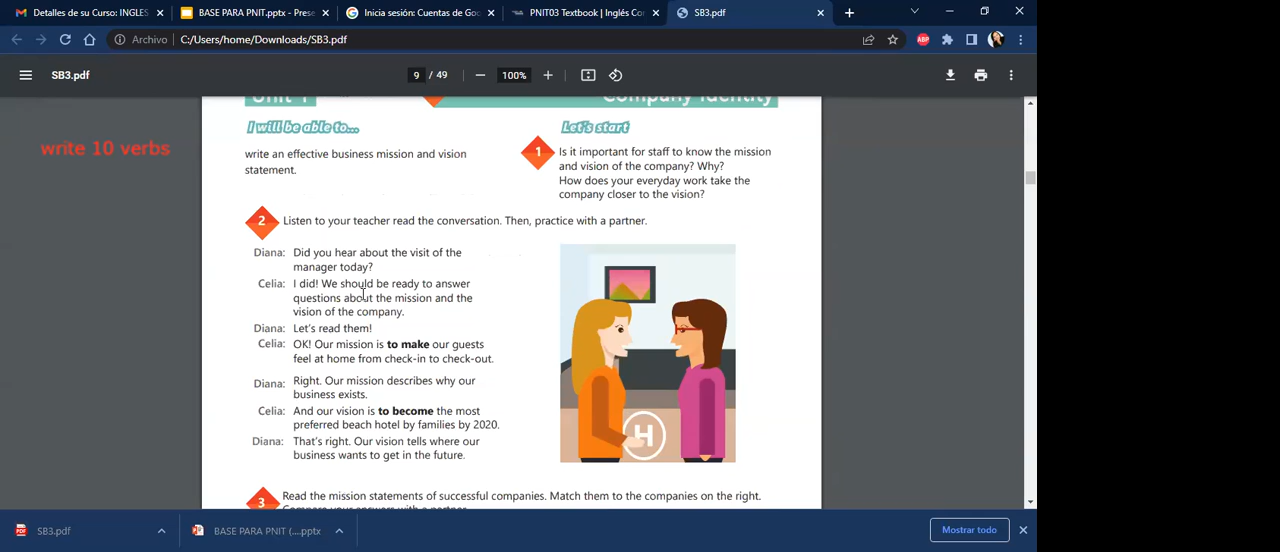 Detalles de su Curso: INGLES
BASE PARA PNIT.pptx - Prese
Inicia sesión: Cuentas de Goo
PNIT03 Textbook | Inglés Cor
SB3.pdf
Archivo
C:/Users/home/Downloads/SB3.pdf
ABP
SB3.pdf
9 / 49
100%
Unit 1
Company Identity
write 10 verbs
I will be able to...
write an effective business mission and vision
statement.
Let's start
1
Is it important for staff to know the mission
and vision of the company? Why?
How does your everyday work take the
company closer to the vision?
2 Listen to your teacher read the conversation. Then, practice with a partner.
Diana: Did you hear about the visit of the
manager today?
Celia: I did! We should be ready to answer
questions about the mission and the
vision of the company.
Diana: Let's read them!
Celia: OK! Our mission is to make our guests
feel at home from check-in to check-out.
Diana: Right. Our mission describes why our
business exists.
Celia: And our vision is to become the most
preferred beach hotel by families by 2020.
Diana: That's right. Our vision tells where our
business wants to get in the future.
H
3 Read the mission statements of successful companies. Match them to the companies on the right.
Compare your answers with a partner.
SB3.pdf
BASE PARA PNIT (....pptx
Mostrar todo